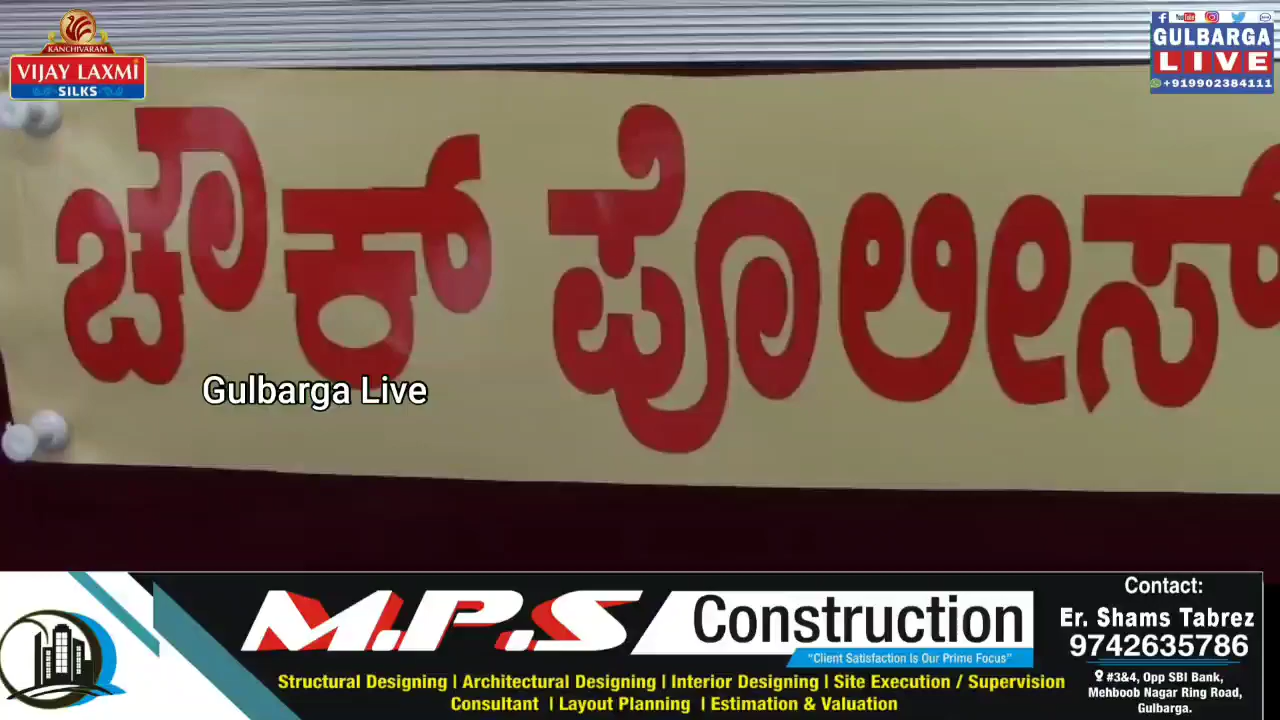 KANCHIVARAM
VIJAY LAXMI
SILKS
GULBARGA
LIVE
+919902384111
ಚೌಕ್ ಪೊಲೀಸ್
Gulbarga Live
M.P.S Construction
"Client Satisfaction Is Our Prime Focus"
Structural Designing | Architectural Designing | Interior Designing | Site Execution / Supervision
Consultant | Layout Planning | Estimation & Valuation
Contact:
Er. Shams Tabrez
9742635786
#3&4, Opp SBI Bank,
Mehboob Nagar Ring Road,
Gulbarga.